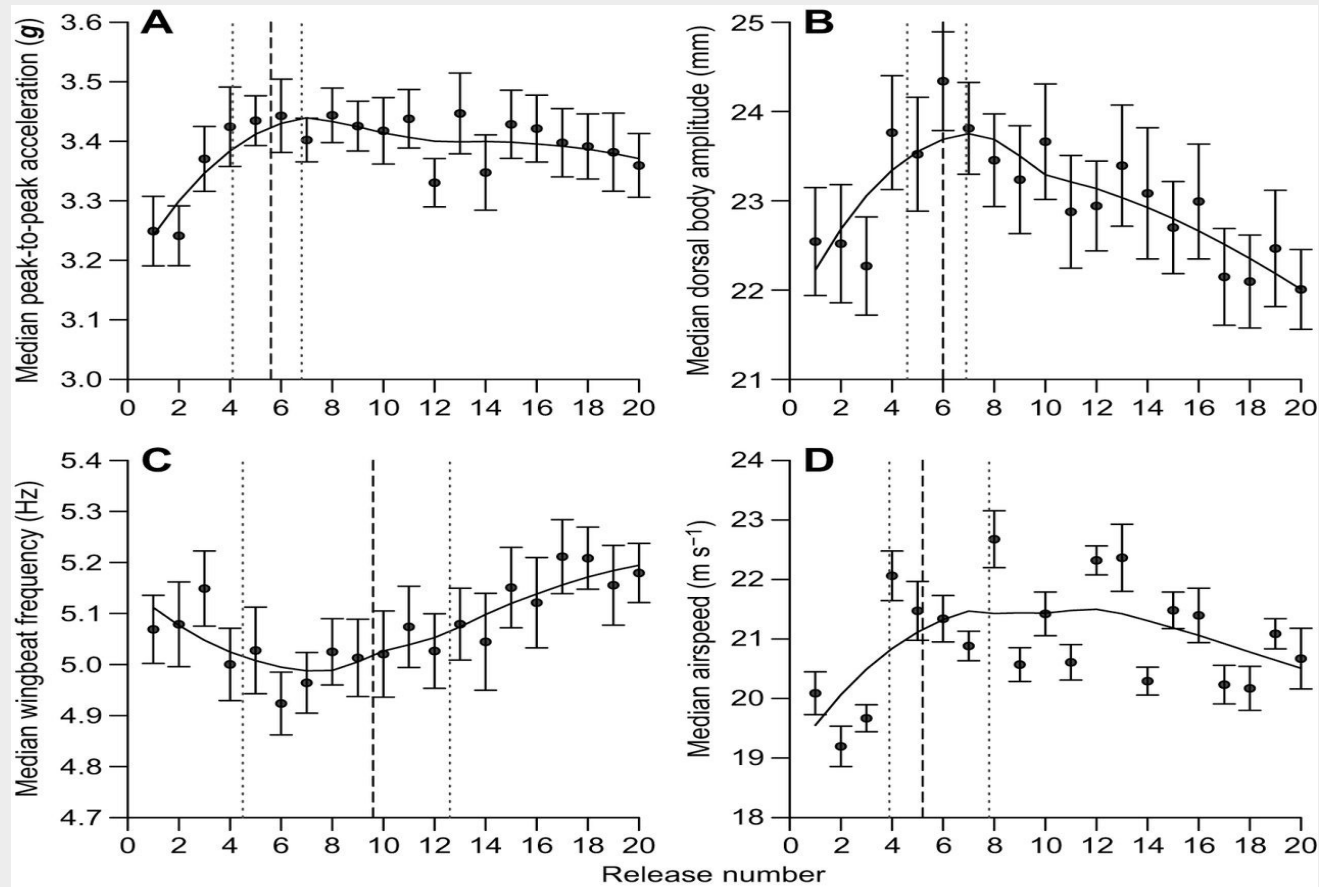 A
Median peak-to-peak acceleration (g)
3.6
3.5
3.4
3.3
3.2
3.1
3.0
0 2 4 6 8 10 12 14 16 18 20
B
Median dorsal body amplitude (mm)
25
24
23
22
21
0 2 4 6 8 10 12 14 16 18 20
C
Median wingbeat frequency (Hz)
5.4
5.3
5.2
5.1
5.0
4.9
4.8
4.7
0 2 4 6 8 10 12 14 16 18 20
D
Median airspeed (m s−1)
24
23
22
21
20
19
18
0 2 4 6 8 10 12 14 16 18 20
Release number